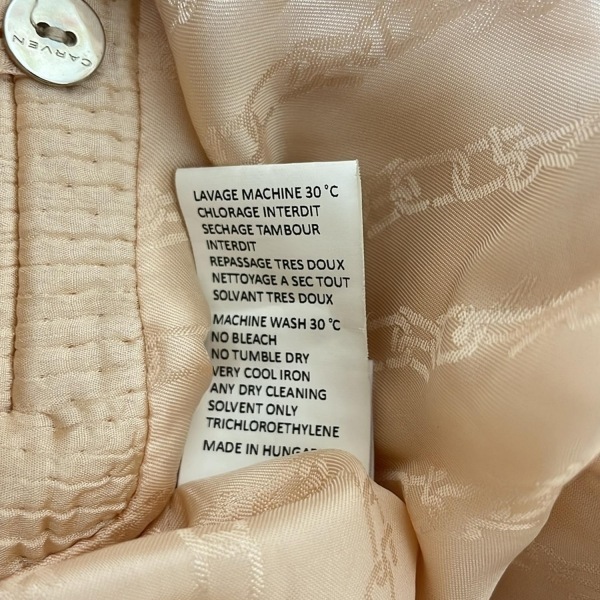 CARVEN
LAVAGE MACHINE 30 °C
CHLORAGE INTERDIT
SECHAGE TAMBOUR
INTERDIT
REPASSAGE TRES DOUX
NETTOYAGE A SEC TOUT
SOLVANT TRES DOUX
MACHINE WASH 30 °C
NO BLEACH
NO TUMBLE DRY
VERY COOL IRON
ANY DRY CLEANING
SOLVENT ONLY
TRICHLOROETHYLENE
MADE IN